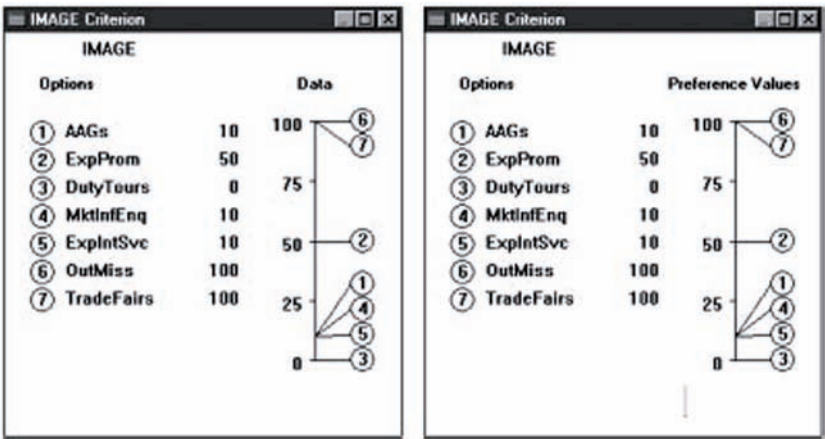 IMAGE Criterion
IMAGE
Options Data
1 AAGs 10
2 ExpProm 50
3 DutyTours 0
4 MktInfEnq 10
5 ExpIntSvc 10
6 OutMiss 100
7 TradeFairs 100
100
75
50
25
0
6
7
2
1
4
5
3
IMAGE Criterion
IMAGE
Options Preference Values
1 AAGs 10
2 ExpProm 50
3 DutyTours 0
4 MktInfEnq 10
5 ExpIntSvc 10
6 OutMiss 100
7 TradeFairs 100
100
75
50
25
0
6
7
2
1
4
5
3